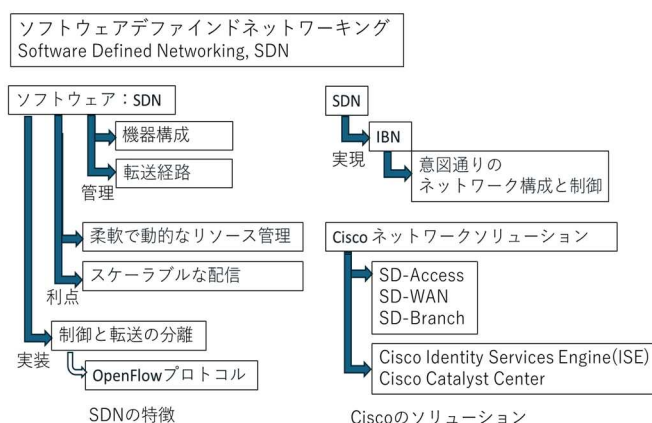 ソフトウェアデファインドネットワーキング
Software Defined Networking, SDN
ソフトウェア：SDN
機器構成
転送経路
管理
柔軟で動的なリソース管理
スケーラブルな配信
利点
制御と転送の分離
実装
OpenFlowプロトコル
SDNの特徴
SDN
IBN
実現
意図通りの
ネットワーク構成と制御
Cisco ネットワークソリューション
SD-Access
SD-WAN
SD-Branch
Cisco Identity Services Engine(ISE)
Cisco Catalyst Center
Ciscoのソリューション